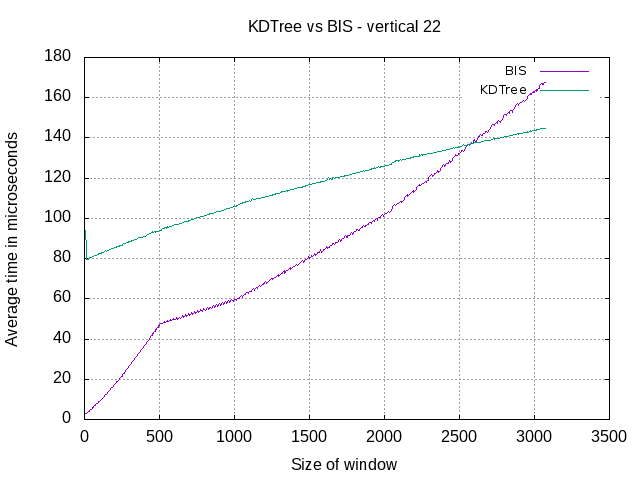 KDTree vs BIS - vertical 22
BIS
KDTree
180
160
140
120
100
80
60
40
20
0
Average time in microseconds
0 500 1000 1500 2000 2500 3000 3500
Size of window